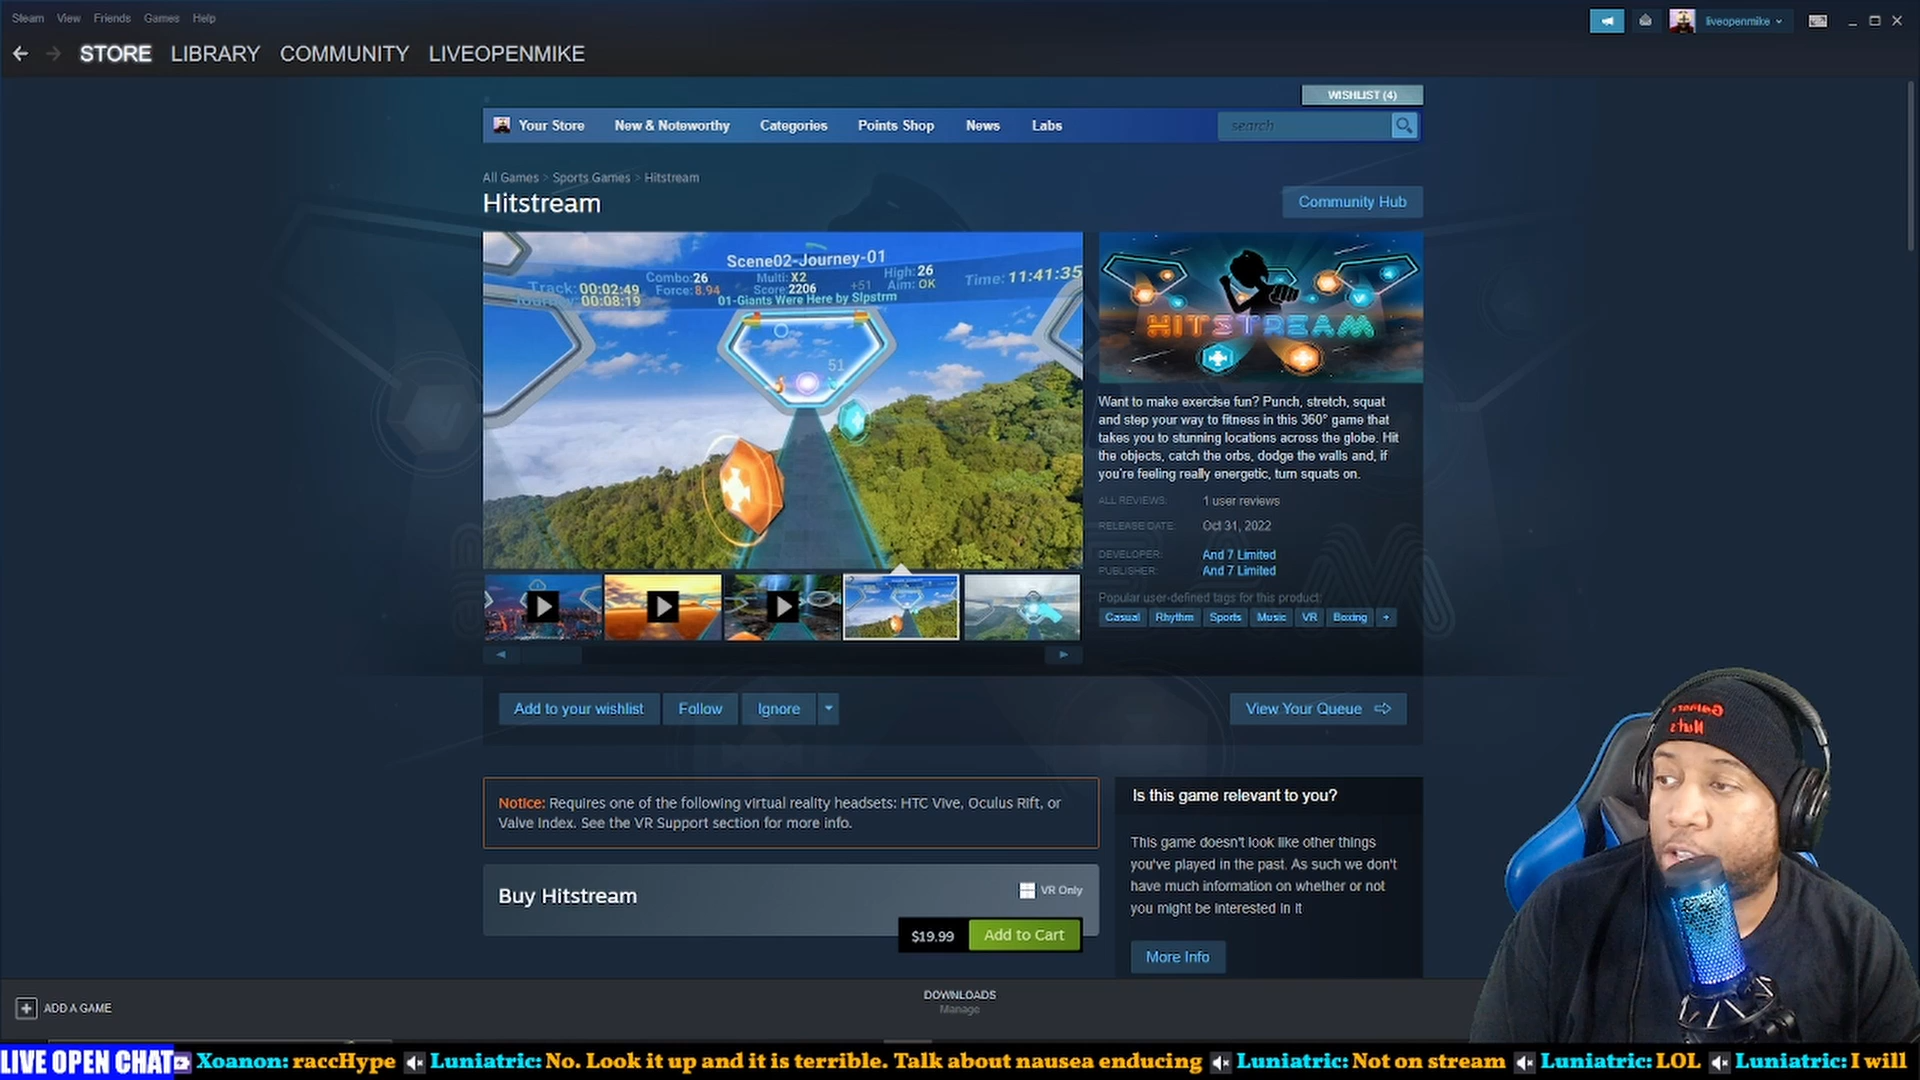 Steam View Friends Games Help
liveopenmike
STORE LIBRARY COMMUNITY LIVEOPENMIKE
WISHLIST (4)
Your Store New & Noteworthy Categories Points Shop News Labs
search
All Games > Sports Games > Hitstream
Hitstream
Community Hub
Scene02-Journey-01
Combo:26 Multi: X2 High: 26 Time: 11:41:35
Track: 00:02:49 Force: 8.94 Score: 2206 +51 Aim: OK
Journey: 00:08:19 01-Giants Were Here by Slpstrm
51
HITSTREAM
Want to make exercise fun? Punch, stretch, squat
and step your way to fitness in this 360° game that
takes you to stunning locations across the globe. Hit
the objects, catch the orbs, dodge the walls and, if
you're feeling really energetic, turn squats on.
ALL REVIEWS: 1 user reviews
RELEASE DATE: Oct 31, 2022
DEVELOPER: And 7 Limited
PUBLISHER: And 7 Limited
Popular user-defined tags for this product:
Casual Rhythm Sports Music VR Boxing +
Add to your wishlist Follow Ignore
View Your Queue
Notice: Requires one of the following virtual reality headsets: HTC Vive, Oculus Rift, or
Valve Index. See the VR Support section for more info.
Is this game relevant to you?
This game doesn't look like other things
you've played in the past. As such we don't
have much information on whether or not
you might be interested in it
More Info
Buy Hitstream
VR Only
$19.99 Add to Cart
ADD A GAME
DOWNLOADS
Manage
LIVE OPEN CHAT Xoanon: raccHype Luniatric: No. Look it up and it is terrible. Talk about nausea enducing Luniatric: Not on stream Luniatric: LOL Luniatric: I will